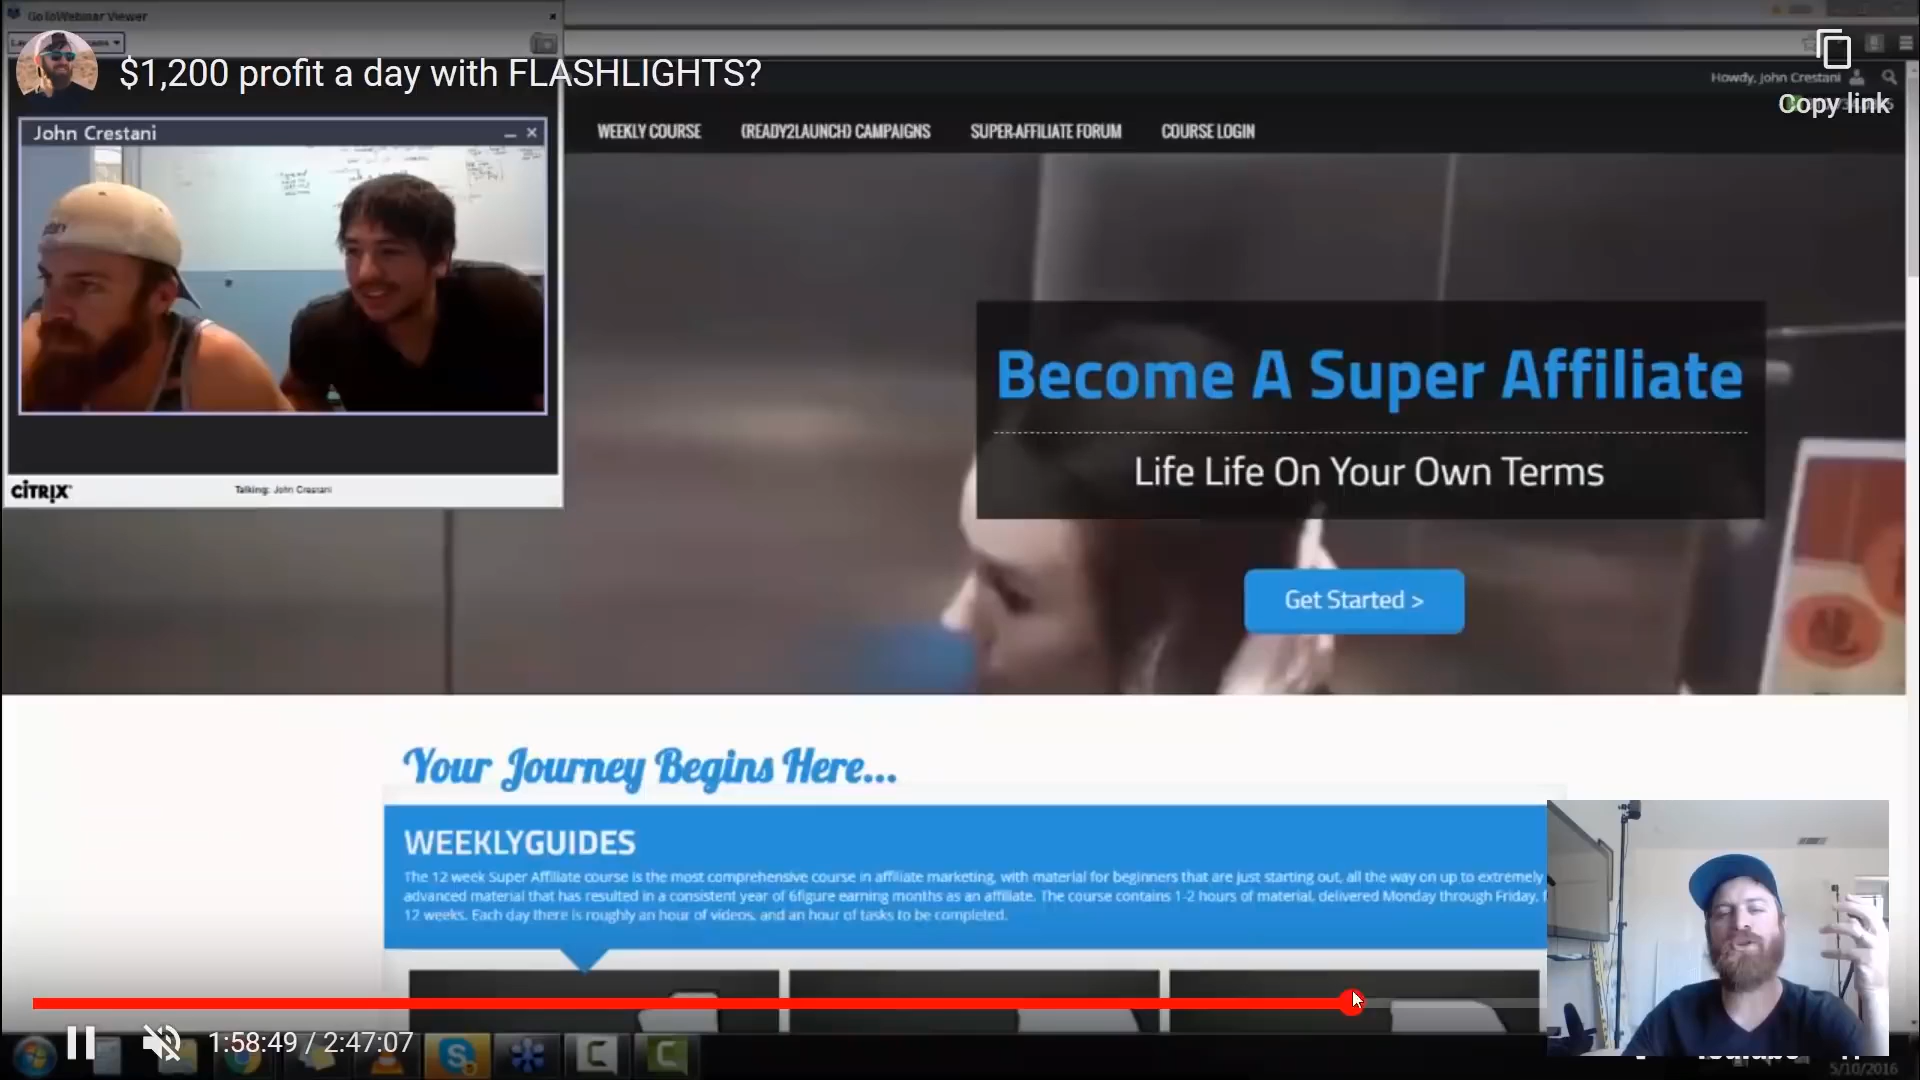 GoToWebinar Viewer
$1,200 profit a day with FLASHLIGHTS?
Howdy, John Crestani
Copy link
John Crestani
WEEKLY COURSE
(READY2LAUNCH) CAMPAIGNS
SUPER-AFFILIATE FORUM
COURSE LOGIN
Become A Super Affiliate
Life Life On Your Own Terms
Get Started >
CITRIX
Talking: John Crestani
Your Journey Begins Here...
WEEKLYGUIDES
The 12 week Super Affiliate course is the most comprehensive course in affiliate marketing, with material for beginners that are just starting out, all the way on up to extremely
advanced material that has resulted in a consistent year of 6figure earning months as an affiliate. The course contains 1-2 hours of material, delivered Monday through Friday,
12 weeks. Each day there is roughly an hour of videos, and an hour of tasks to be completed.
1:58:49 / 2:47:07
5/10/2016